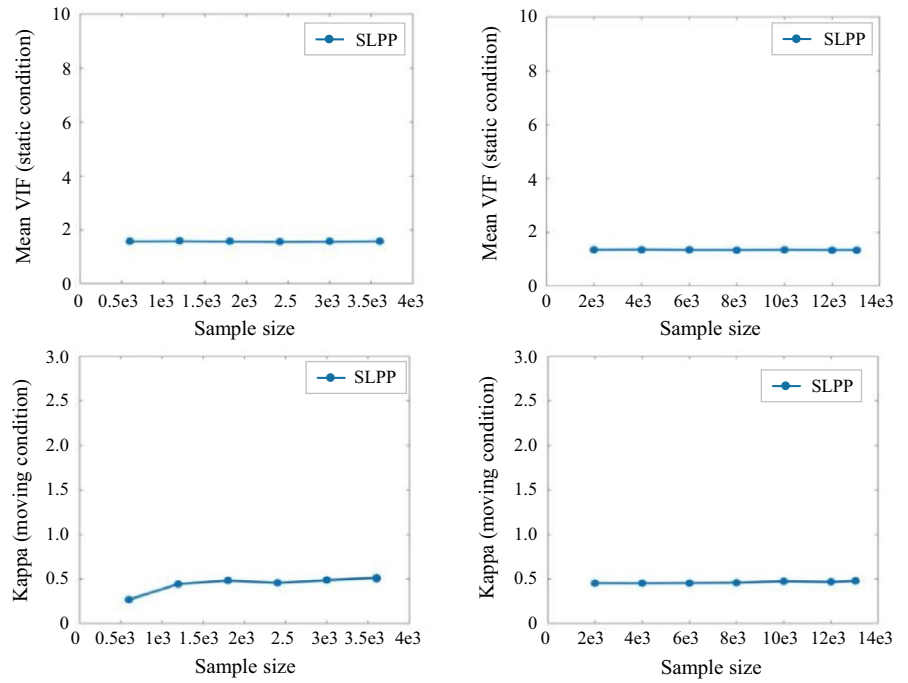 10
8
6
4
2
0
Mean VIF (static condition)
SLPP
0 0.5e3 1e3 1.5e3 2e3 2.5 3e3 3.5e3 4e3
Sample size
10
8
6
4
2
0
Mean VIF (static condition)
SLPP
0 2e3 4e3 6e3 8e3 10e3 12e3 14e3
Sample size
3.0
2.5
2.0
1.5
1.0
0.5
0
Kappa (moving condition)
SLPP
0 0.5e3 1e3 1.5e3 2e3 2.5 3e3 3.5e3 4e3
Sample size
3.0
2.5
2.0
1.5
1.0
0.5
0
Kappa (moving condition)
SLPP
0 2e3 4e3 6e3 8e3 10e3 12e3 14e3
Sample size